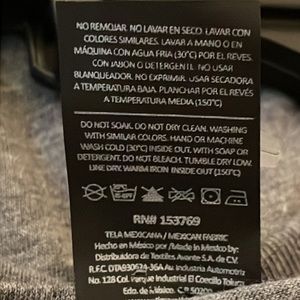 NO REMOJAR. NO LAVAR EN SECO. LAVAR CON
COLORES SIMILARES. LAVAR A MANO O EN
MÁQUINA CON AGUA FRIA (30°C) POR EL REVES
CON JABÓN O DETERGENTE. NO USAR
BLANQUEADOR. NO EXPRIMIR. USAR SECADORA
A TEMPERATURA BAJA. PLANCHAR POR EL REVÉS
A TEMPERATURA MEDIA (150°C)
DO NOT SOAK. DO NOT DRY CLEAN. WASHING
WITH SIMILAR COLORS. HAND OR MACHINE
WASH COLD (30°C) INSIDE OUT. WITH SOAP OR
DETERGENT. DO NOT BLEACH. TUMBLE DRY LOW.
LINE DRY. WARM IRON INSIDE OUT (150°C)
RN# 153769
TELA MEXICANA / MEXICAN FABRIC
Hecho en México por /Made in Mexico by:
Distribuidora de Textiles Avante S.A. de C.V.
R.F.C. Av. Industria Automotriz
No. 128 Col. Parque Industrial El Coecillo Toluca
Edo. de México C.P. 50200